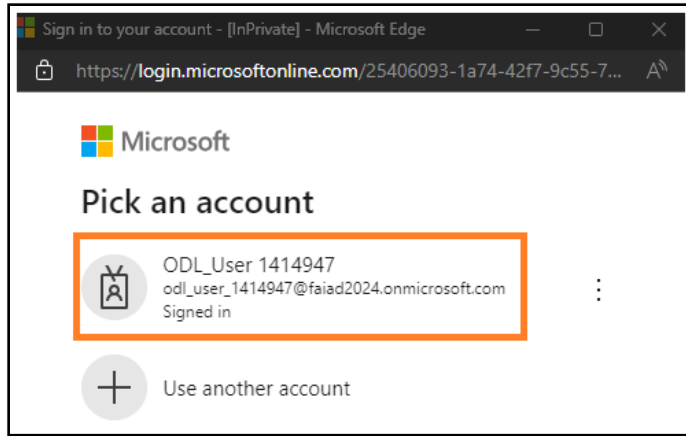 Sign in to your account - [InPrivate] - Microsoft Edge
https://login.microsoftonline.com/25406093-1a74-42f7-9c55-7...
Microsoft
Pick an account
ODL_User 1414947
odl_user_1414947@faiad2024.onmicrosoft.com
Signed in
Use another account